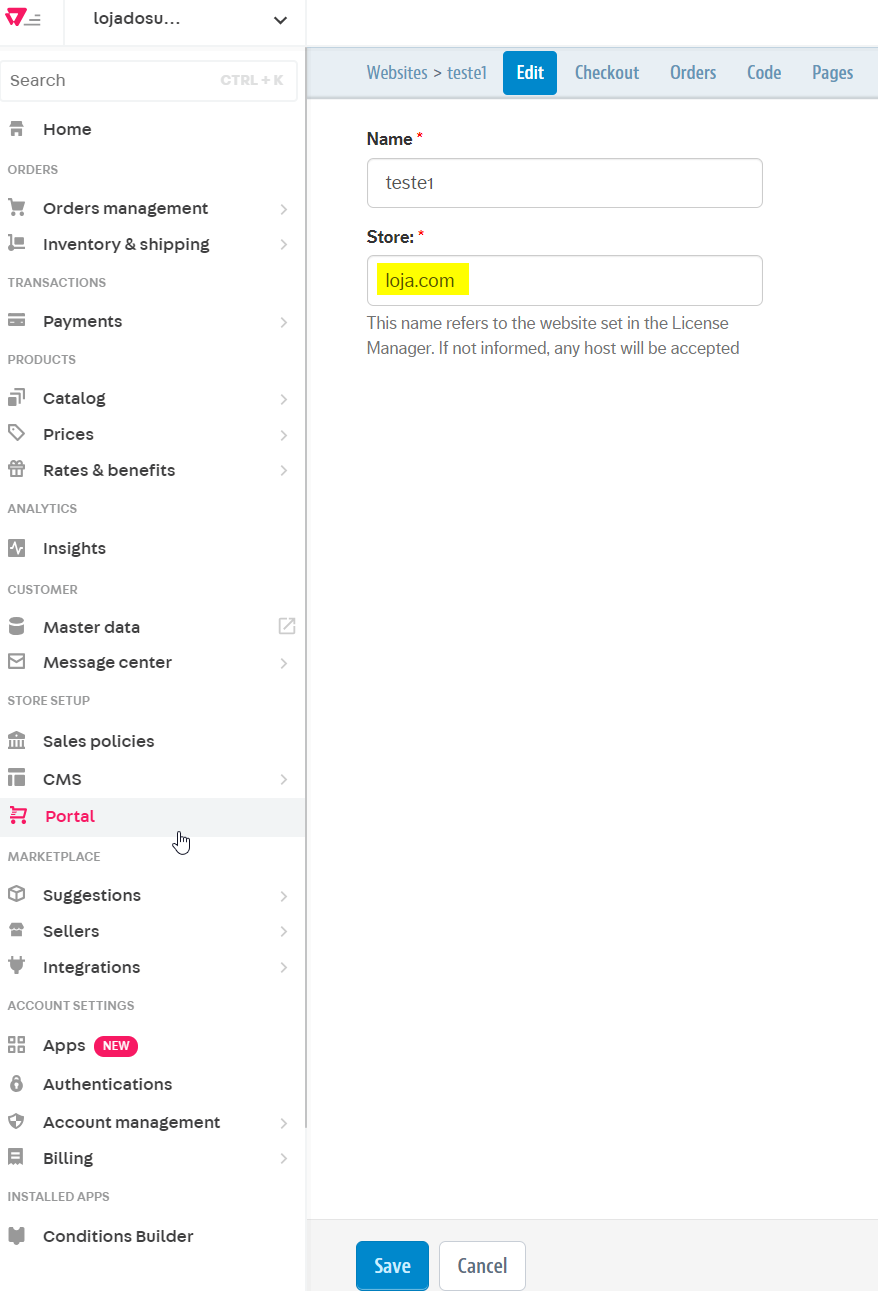 lojadosu...
Search CTRL + K
Home
ORDERS
Orders management
Inventory & shipping
TRANSACTIONS
Payments
PRODUCTS
Catalog
Prices
Rates & benefits
ANALYTICS
Insights
CUSTOMER
Master data
Message center
STORE SETUP
Sales policies
CMS
Portal
MARKETPLACE
Suggestions
Sellers
Integrations
ACCOUNT SETTINGS
Apps NEW
Authentications
Account management
Billing
INSTALLED APPS
Conditions Builder
Websites > teste1 Edit Checkout Orders Code Pages
Name *
teste1
Store: *
loja.com
This name refers to the website set in the License
Manager. If not informed, any host will be accepted
Save Cancel